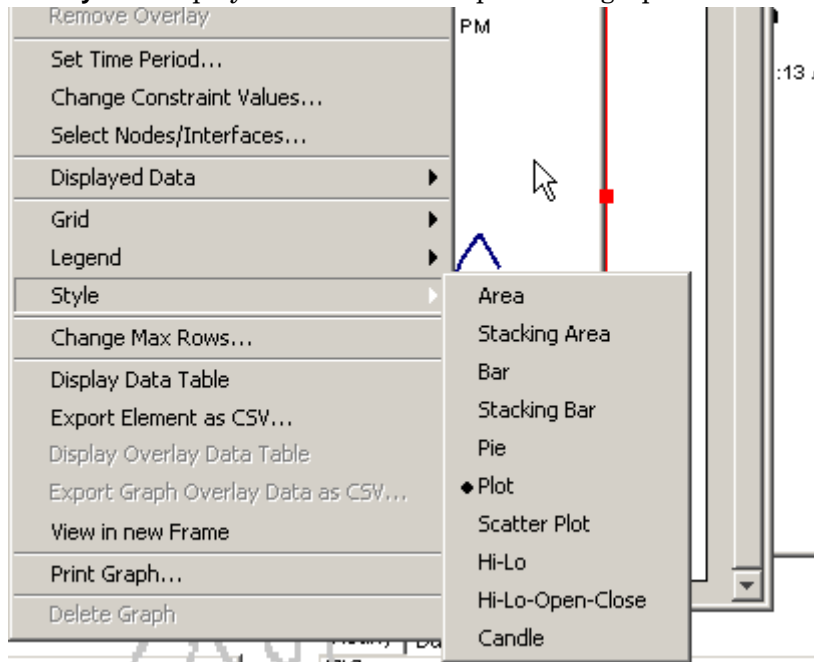 Remove Overlay
PM
Set Time Period...
:13
Change Constraint Values...
Select Nodes/Interfaces...
Displayed Data
Grid
Legend
Style
Change Max Rows...
Display Data Table
Export Element as CSV...
Display Overlay Data Table
Export Graph Overlay Data as CSV...
View in new Frame
Print Graph...
Delete Graph
Area
Stacking Area
Bar
Stacking Bar
Pie
Plot
Scatter Plot
Hi-Lo
Hi-Lo-Open-Close
Candle